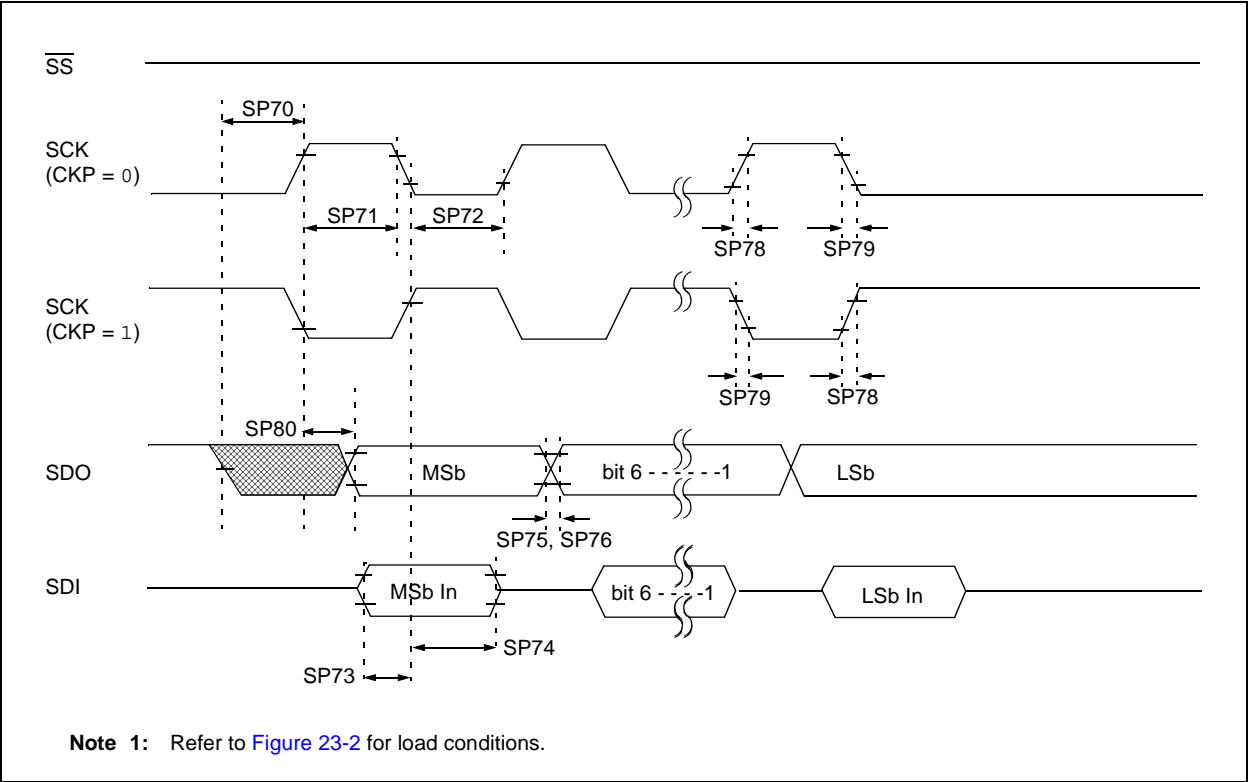 SS
SP70
SCK
(CKP = 0)
SP71
SP72
SP78
SP79
SCK
(CKP = 1)
SP79
SP78
SP80
SDO
MSb
bit 6 - - - - - -1
LSb
SP75, SP76
SDI
MSb In
bit 6 - - - -1
LSb In
SP74
SP73
Note 1: Refer to Figure 23-2 for load conditions.